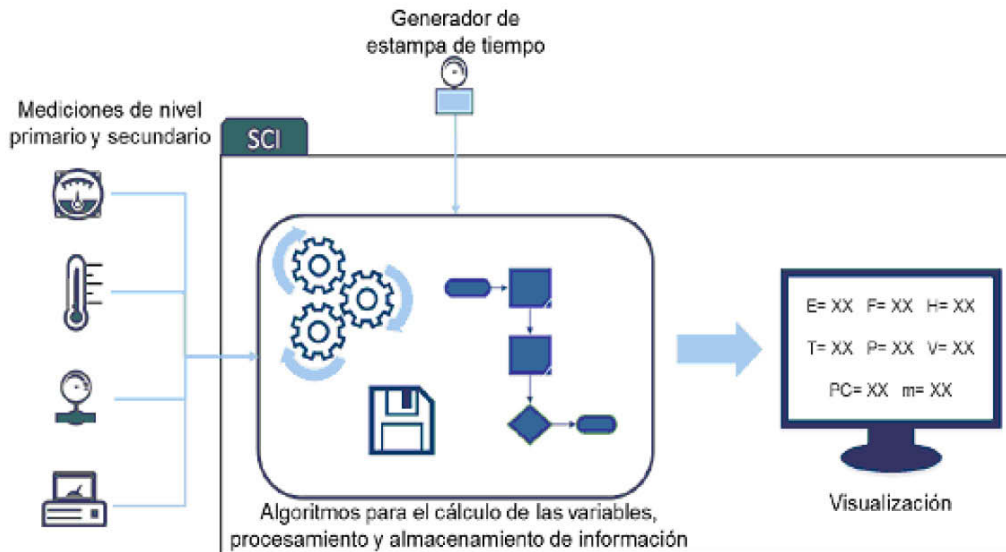 Generador de
estampa de tiempo
Mediciones de nivel
primario y secundario
SCI
E= XX F= XX H= XX
T= XX P= XX V= XX
PC= XX m= XX
Visualización
Algoritmos para el cálculo de las variables,
procesamiento y almacenamiento de información